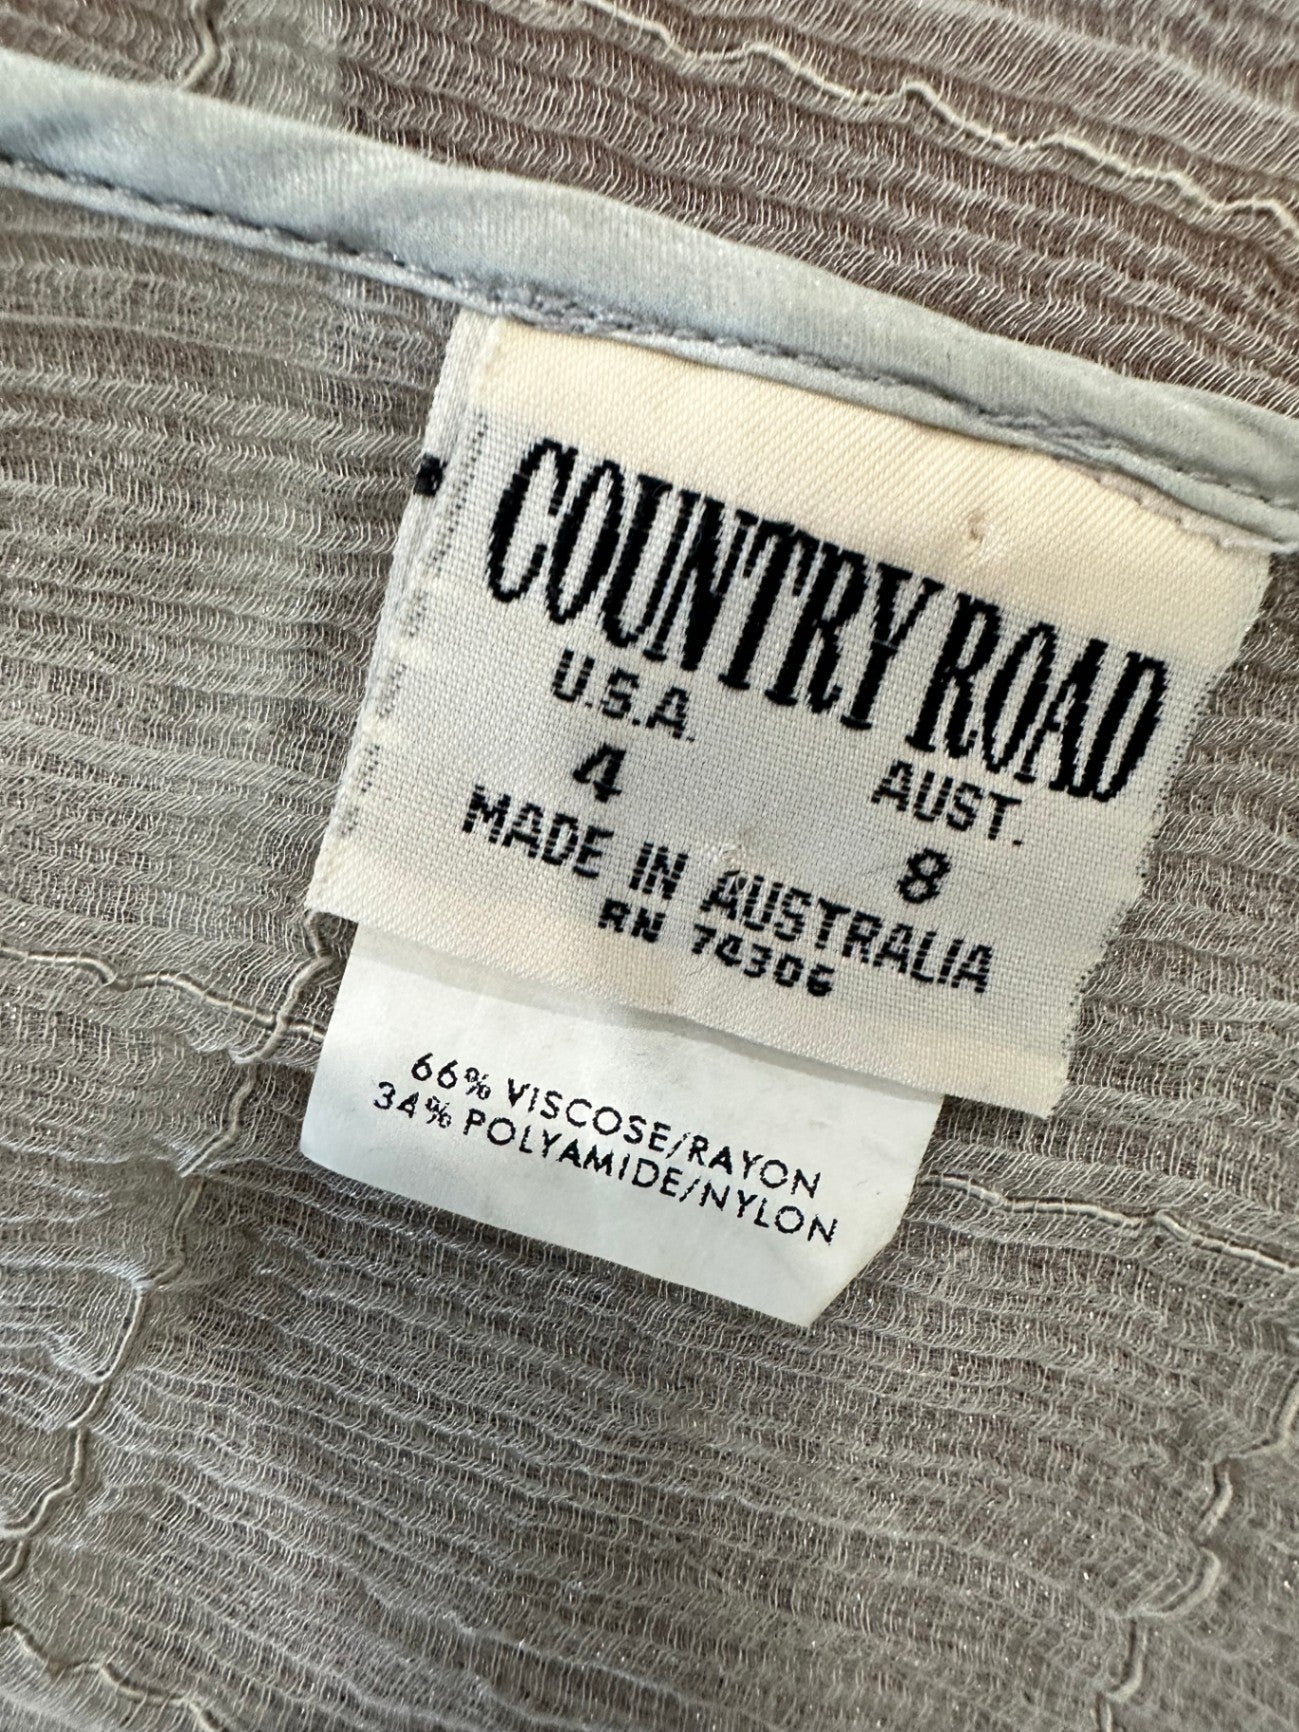 COUNTRY ROAD
U.S.A. AUST.
4 8
MADE IN AUSTRALIA
RN 74306
66% VISCOSE/RAYON
34% POLYAMIDE/NYLON